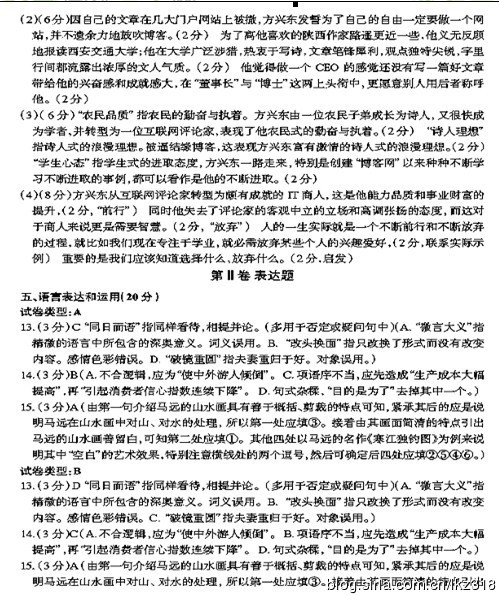 (2)(6分)因自己的文章在几大门户网站上被撤,方兴东发誓为了自己的自由一定要做一个网
站,并不遗余力地鼓吹博客。(2分) 为了离他喜欢的陕西作家路遥更近一些,他义无反顾
地报读西安交通大学;他在大学广泛涉猎,热衷于写诗,文章笔锋犀利,观点独特尖锐,字里
行间都流露出浓厚的文人气质。(2分) 他觉得做一个CEO的感觉还没有写一篇好文章
带给他的兴奋感和成就感大,在“董事长”与“博士”这两上头衔中,更愿意别人用后者称呼
他。(2分)
(3)(6分)“农民品质”指农民的勤奋与执着。方兴东由一位农民子弟成长为诗人,又很快成
为学者,并转型为一位互联网评论家,表现了他农民式的勤奋与执着。(2分) “诗人理想”
指诗人式的浪漫理想。被逼结缘博客,这表现方兴东富有激情的诗人式的浪漫理想。(2分)
“学生心态”指学生式的进取态度,方兴东一路走来,特别是创建“博客网”以来种种不断学
习不断进取的事例,都可以看作是他的不断进取。(2分)
(4)(8分)方兴东从互联网评论家转型为颇有成就的IT商人,这是他能力品质和事业财富的
提升,(2分,“前行”) 同时他失去了评论家的客观中立的立场和高调张扬的态度,而这对
于商人来说更是需要智慧。(2分,“放弃”) 人的一生实际就是一个不断前行和不断放弃
的过程,就比如我们现在专注于学业,就必需放弃某些个人的兴趣爱好,(2分,联系实际示
例) 重要的是我们应该知道选择什么、放弃什么。(2分,启发)
第Ⅱ卷 表达题
五、语言表达和运用(20分)
试卷类型:A
13.(3分)C“同日而语”指同样看待,相提并论。(多用于否定或疑问句中)(A.“微言大义”指
精微的语言中所包含的深奥意义。词义误用。B.“改头换面”指只改换了形式而没有改变
内容。感情色彩错误。D.“破镜重圆”指夫妻重归于好。对象误用。)
14.(3分)B(A.不合逻辑,应为“使中外游人倾倒”。C.项语序不当,应先造成“生产成本大幅
提高”,再“引起消费者信心指数连续下降”。D.句式杂糅、“目的是为了”去掉其中一个。)
15.(3分)A(由第一句介绍马远的山水画具有善于概括、剪裁的特点可知,紧承其后的应是说
明马远在山水画中对山、对水的处理,所以第一处应填③。接着由其画面简清的特点引出
马远的山水画善留白,可知第二处应填①。其他四处以马远的名作《寒江独钓图》为例来说
明其中“空白”的艺术效果,特别注意横线处的两个逗号,然后可确定后四处应填②⑤④⑥。)
试卷类型:B
13.(3分)D“同日而语”指同样看待,相提并论。(多用于否定或疑问句中)(A.“微言大义”指
精微的语言中所包含的深奥意义。词义误用。B.“改头换面”指只改换了形式而没有改变
内容。感情色彩错误。C.“破镜重圆”指夫妻重归于好。对象误用。)
14.(3分)C(A.不合逻辑,应为“使中外游人倾倒”。B.项语序不当,应先造成“生产成本大幅
提高”,再“引起消费者信心指数连续下降”。D.句式杂糅、“目的是为了”去掉其中一个。)
15.(3分)A(由第一句介绍马远的山水画具有善于概括、剪裁的特点可知,紧承其后的应是说
明马远在山水画中对山、对水的处理,所以第一处应填③。
blog.sina.com.cn/lkz318